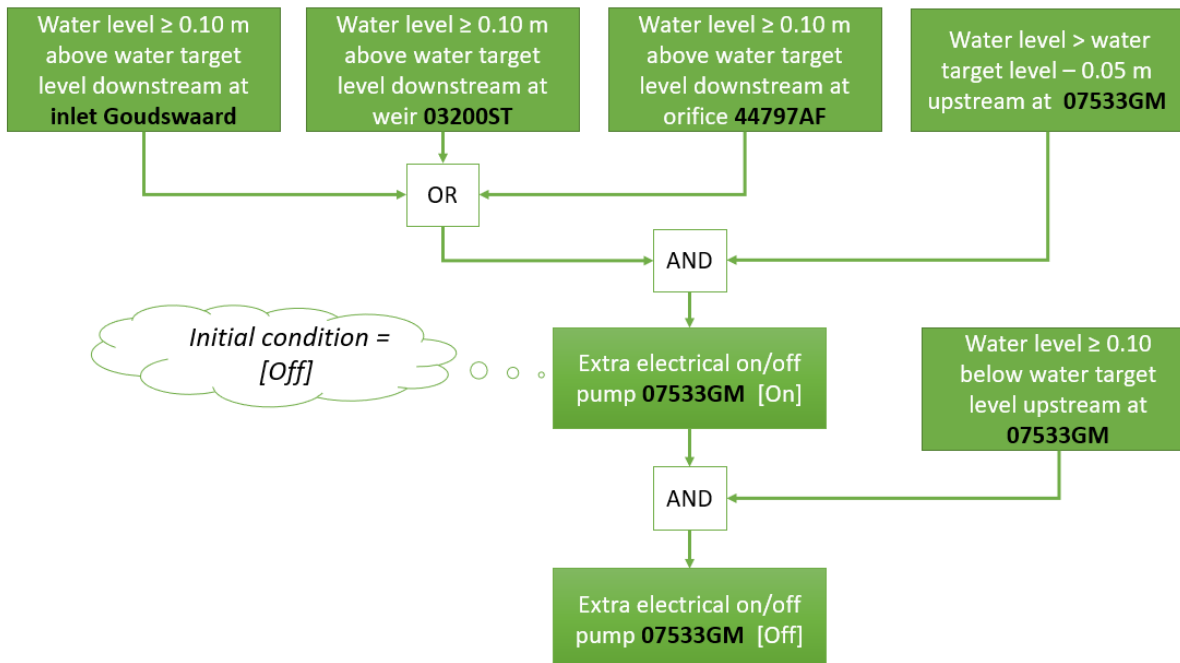 Water level ≥ 0.10 m
above water target
level downstream at
inlet Goudswaard
Water level ≥ 0.10 m
above water target
level downstream at
weir 03200ST
Water level ≥ 0.10 m
above water target
level downstream at
orifice 44797AF
Water level > water
target level – 0.05 m
upstream at 07533GM
OR
AND
Initial condition =
[Off]
Extra electrical on/off
pump 07533GM [On]
Water level ≥ 0.10
below water target
level upstream at
07533GM
AND
Extra electrical on/off
pump 07533GM [Off]